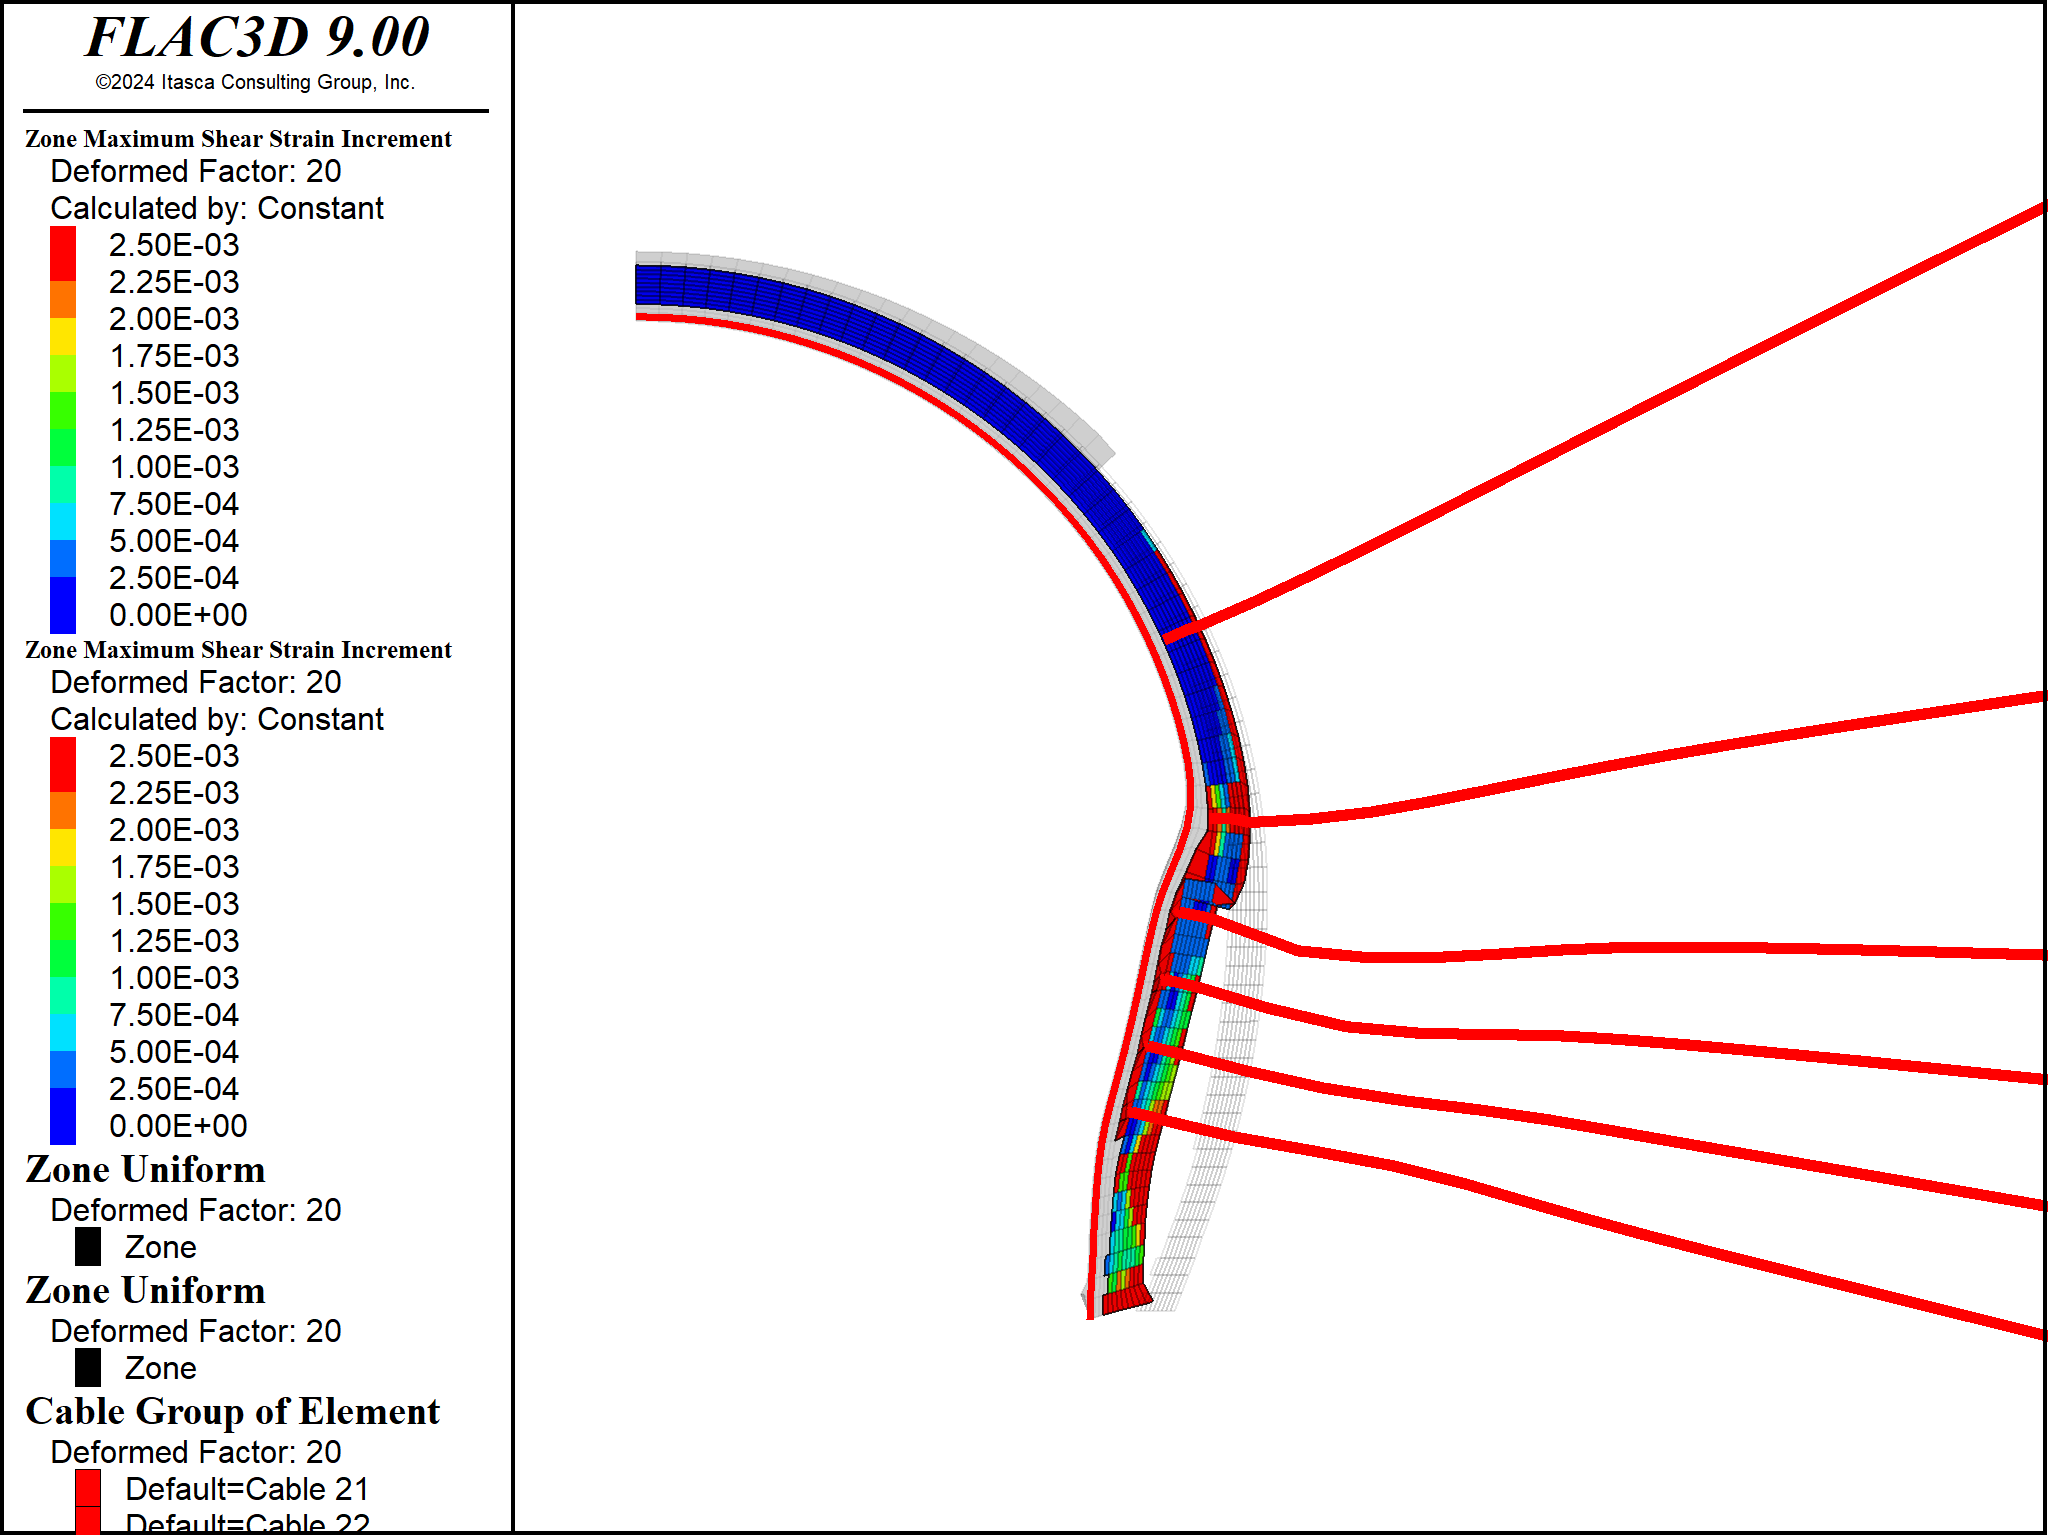 FLAC3D 9.00
©2024 Itasca Consulting Group, Inc.
Zone Maximum Shear Strain Increment
Deformed Factor: 20
Calculated by: Constant
2.50E-03
2.25E-03
2.00E-03
1.75E-03
1.50E-03
1.25E-03
1.00E-03
7.50E-04
5.00E-04
2.50E-04
0.00E+00
Zone Maximum Shear Strain Increment
Deformed Factor: 20
Calculated by: Constant
2.50E-03
2.25E-03
2.00E-03
1.75E-03
1.50E-03
1.25E-03
1.00E-03
7.50E-04
5.00E-04
2.50E-04
0.00E+00
Zone Uniform
Deformed Factor: 20
Zone
Zone Uniform
Deformed Factor: 20
Zone
Cable Group of Element
Deformed Factor: 20
Default=Cable 21
Default=Cable 22